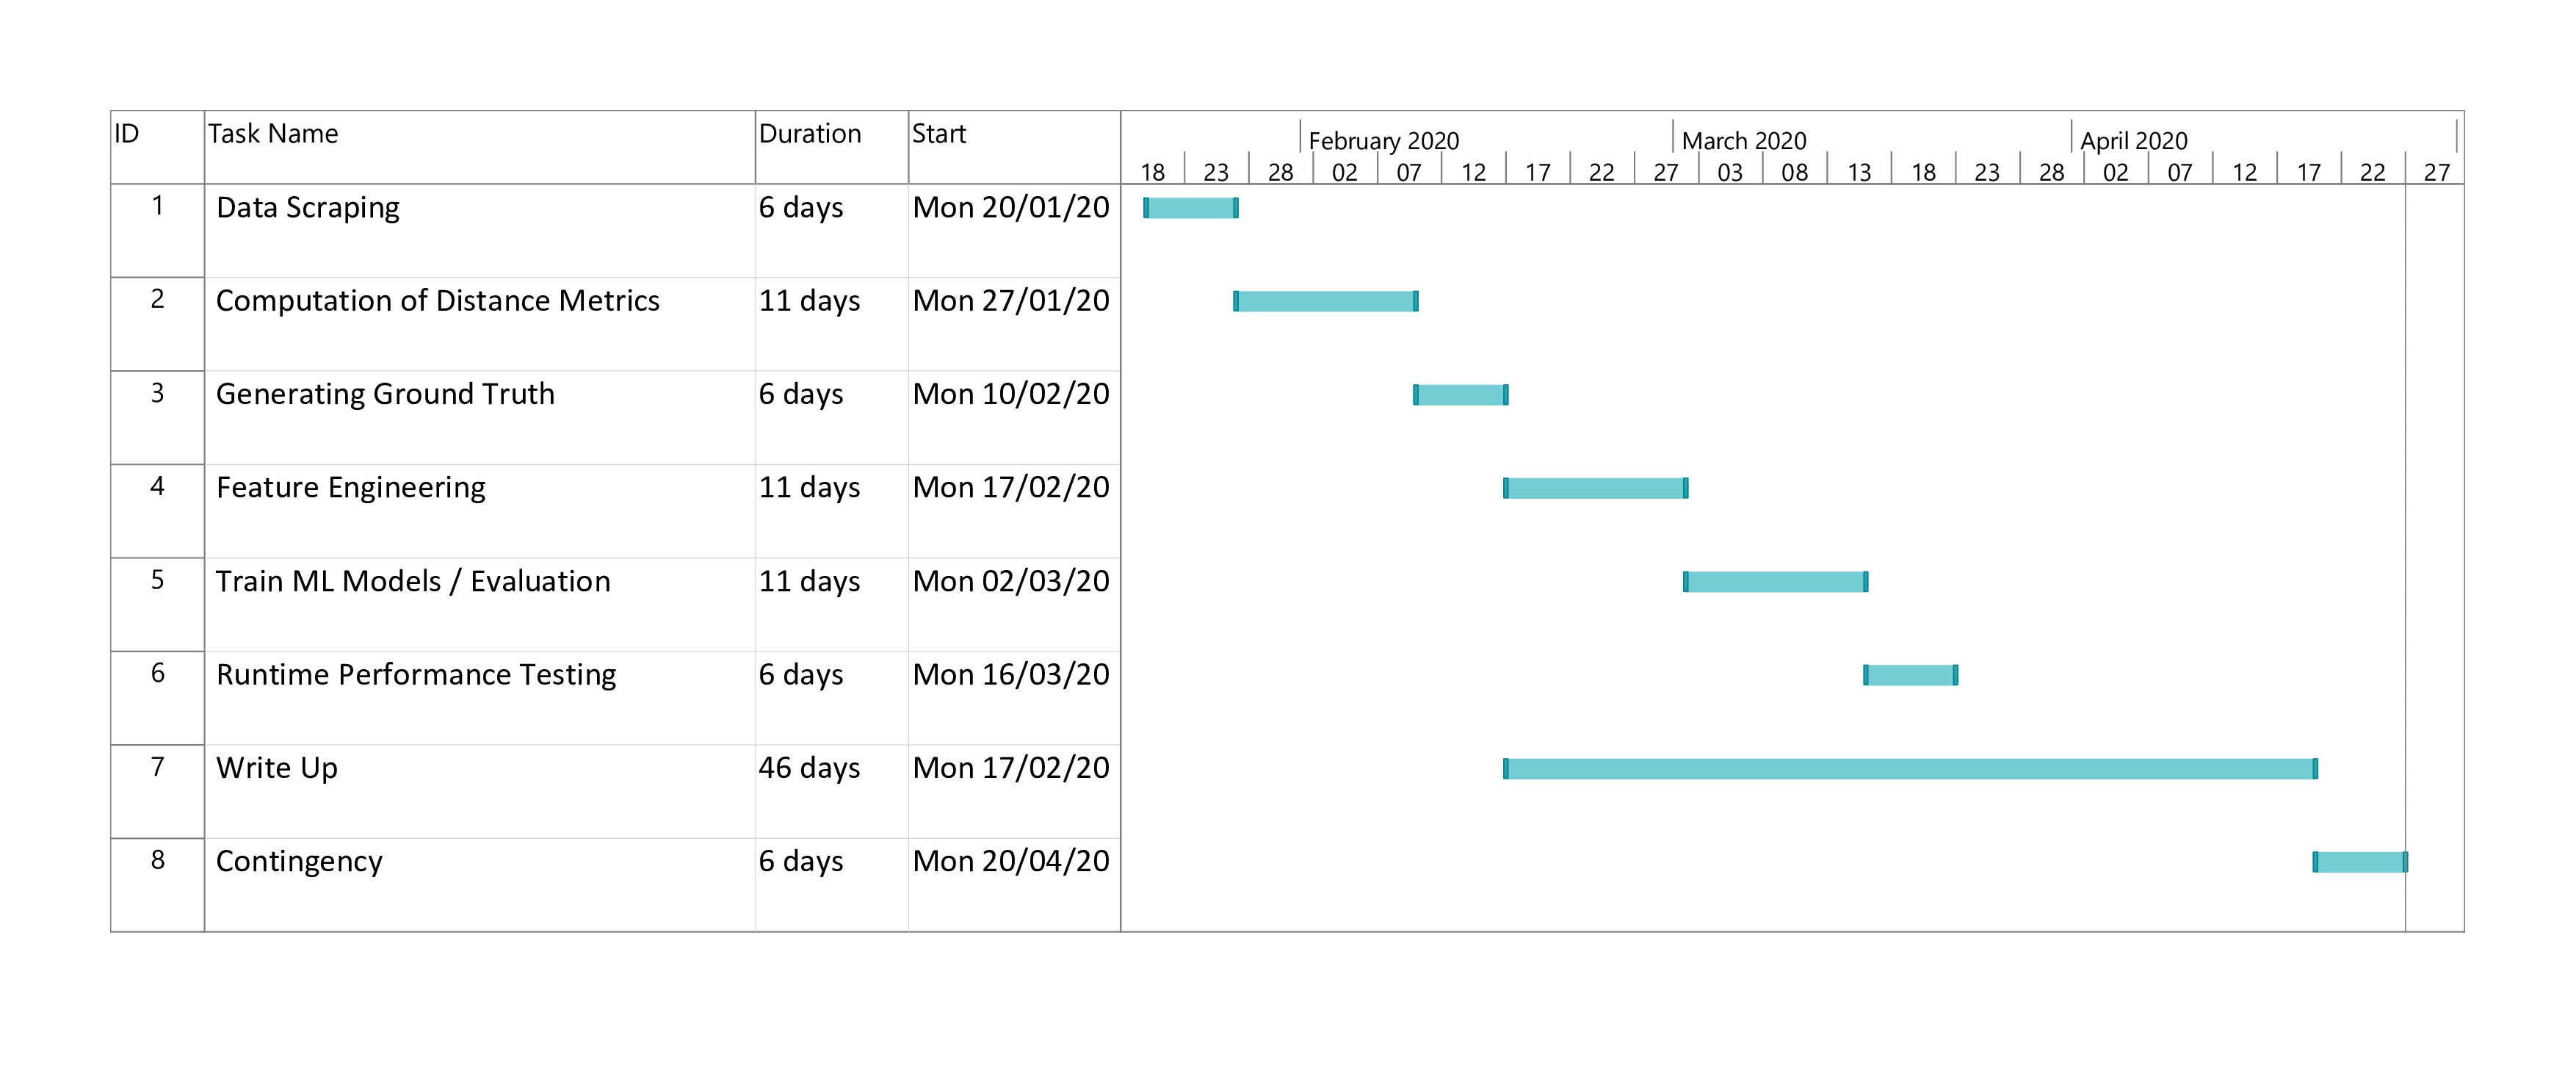 ID Task Name Duration Start
February 2020 March 2020 April 2020
18 23 28 02 07 12 17 22 27 03 08 13 18 23 28 02 07 12 17 22 27
1 Data Scraping 6 days Mon 20/01/20
2 Computation of Distance Metrics 11 days Mon 27/01/20
3 Generating Ground Truth 6 days Mon 10/02/20
4 Feature Engineering 11 days Mon 17/02/20
5 Train ML Models / Evaluation 11 days Mon 02/03/20
6 Runtime Performance Testing 6 days Mon 16/03/20
7 Write Up 46 days Mon 17/02/20
8 Contingency 6 days Mon 20/04/20